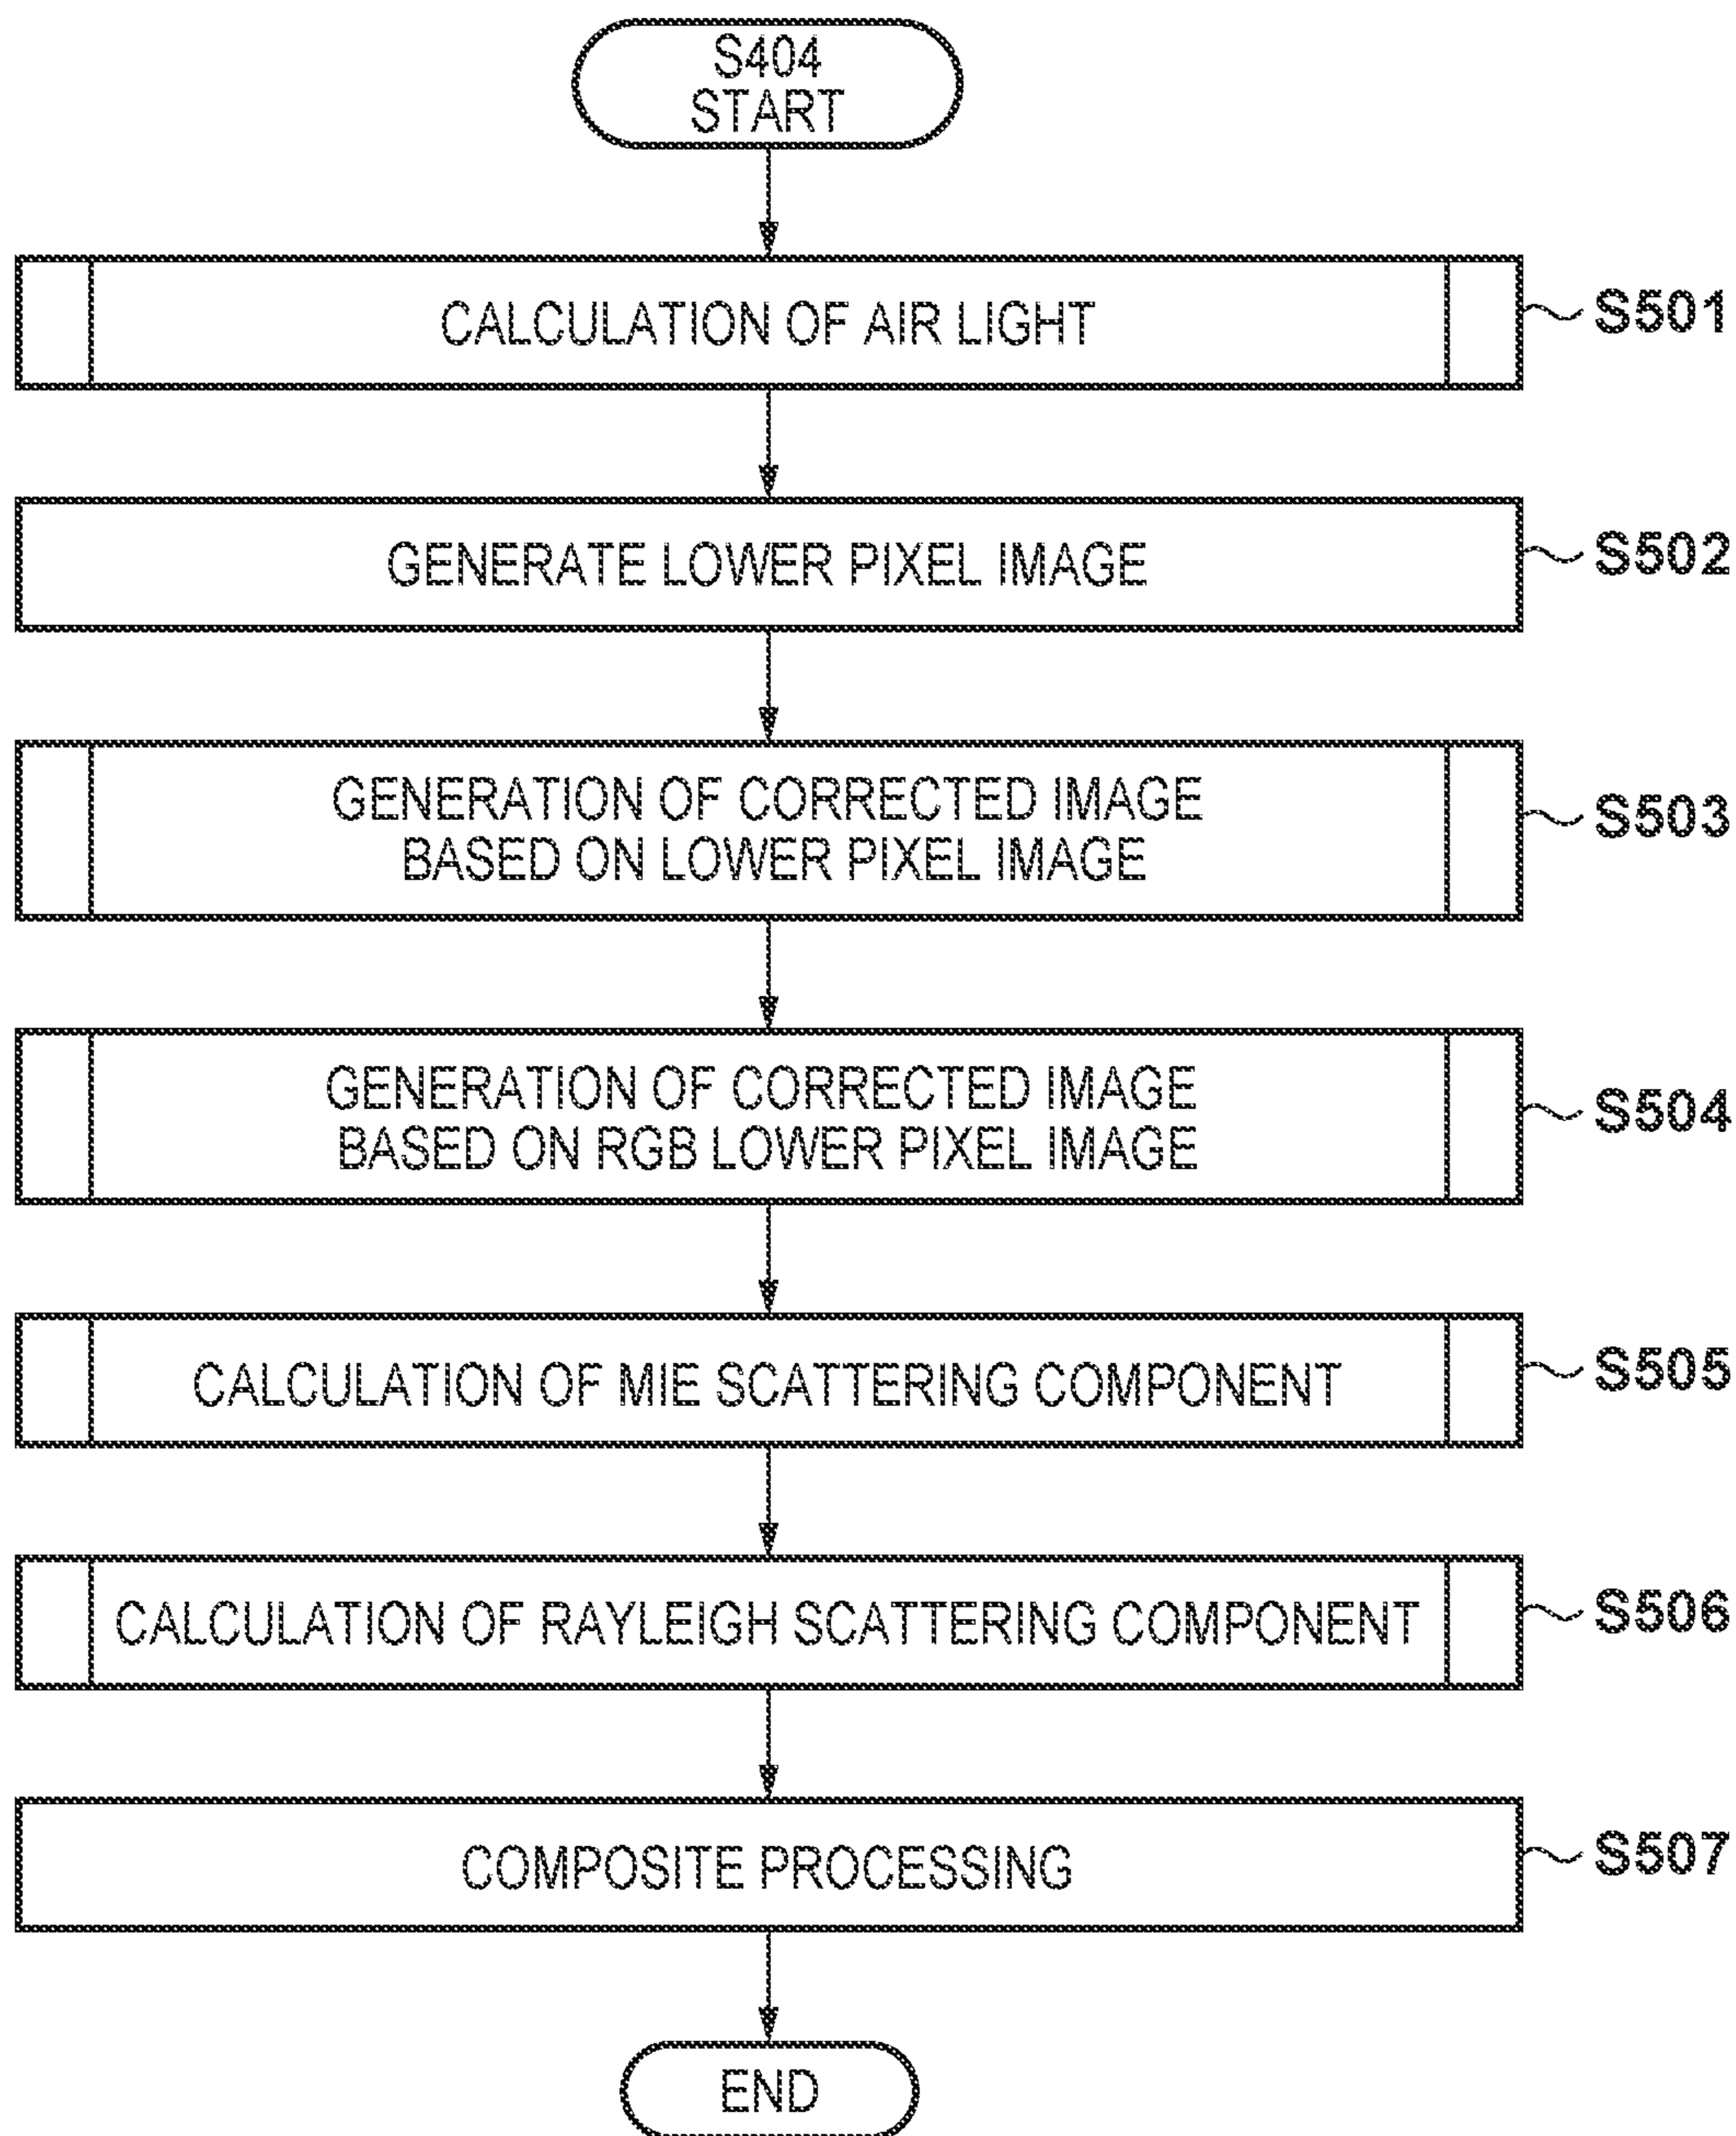 S404
START
CALCULATION OF AIR LIGHT
S501
GENERATE LOWER PIXEL IMAGE
S502
GENERATION OF CORRECTED IMAGE
BASED ON LOWER PIXEL IMAGE
S503
GENERATION OF CORRECTED IMAGE
BASED ON RGB LOWER PIXEL IMAGE
S504
CALCULATION OF MIE SCATTERING COMPONENT
S505
CALCULATION OF RAYLEIGH SCATTERING COMPONENT
S506
COMPOSITE PROCESSING
S507
END